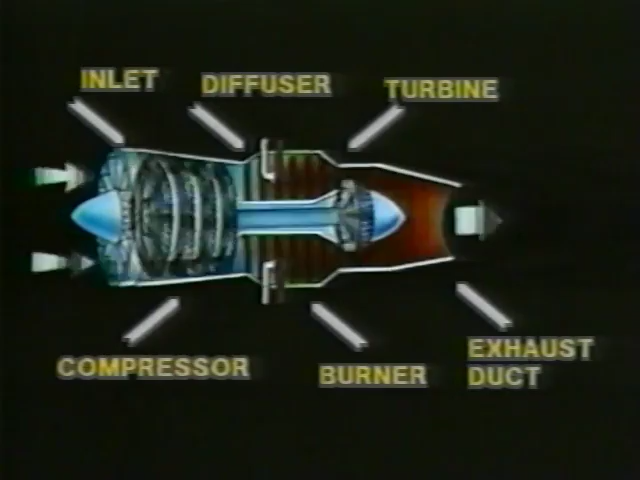 INLET
DIFFUSER
TURBINE
COMPRESSOR
BURNER
EXHAUST
DUCT